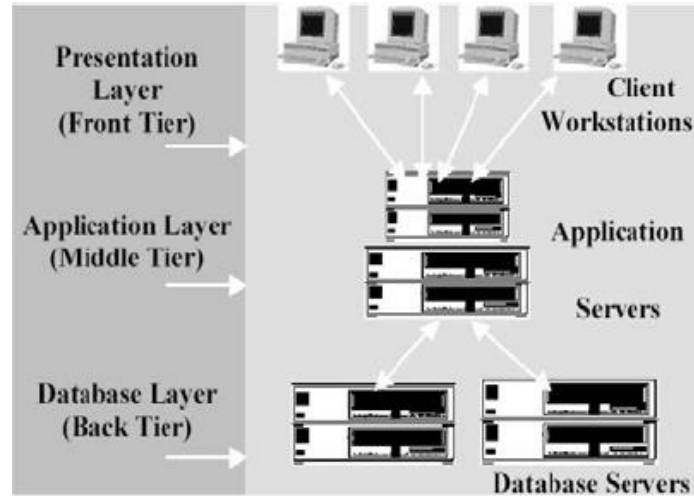 Presentation
Layer
(Front Tier)
Client
Workstations
Application Layer
(Middle Tier)
Application
Servers
Database Layer
(Back Tier)
Database Servers